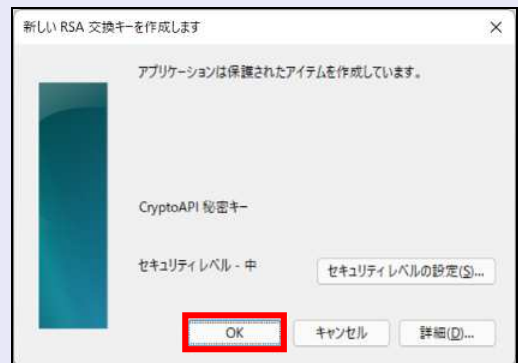 新しい RSA 交換キーを作成します
アプリケーションは保護されたアイテムを作成しています。
CryptoAPI 秘密キー
セキュリティ レベル - 中
セキュリティ レベルの設定(S)...
OK
キャンセル
詳細(D)...